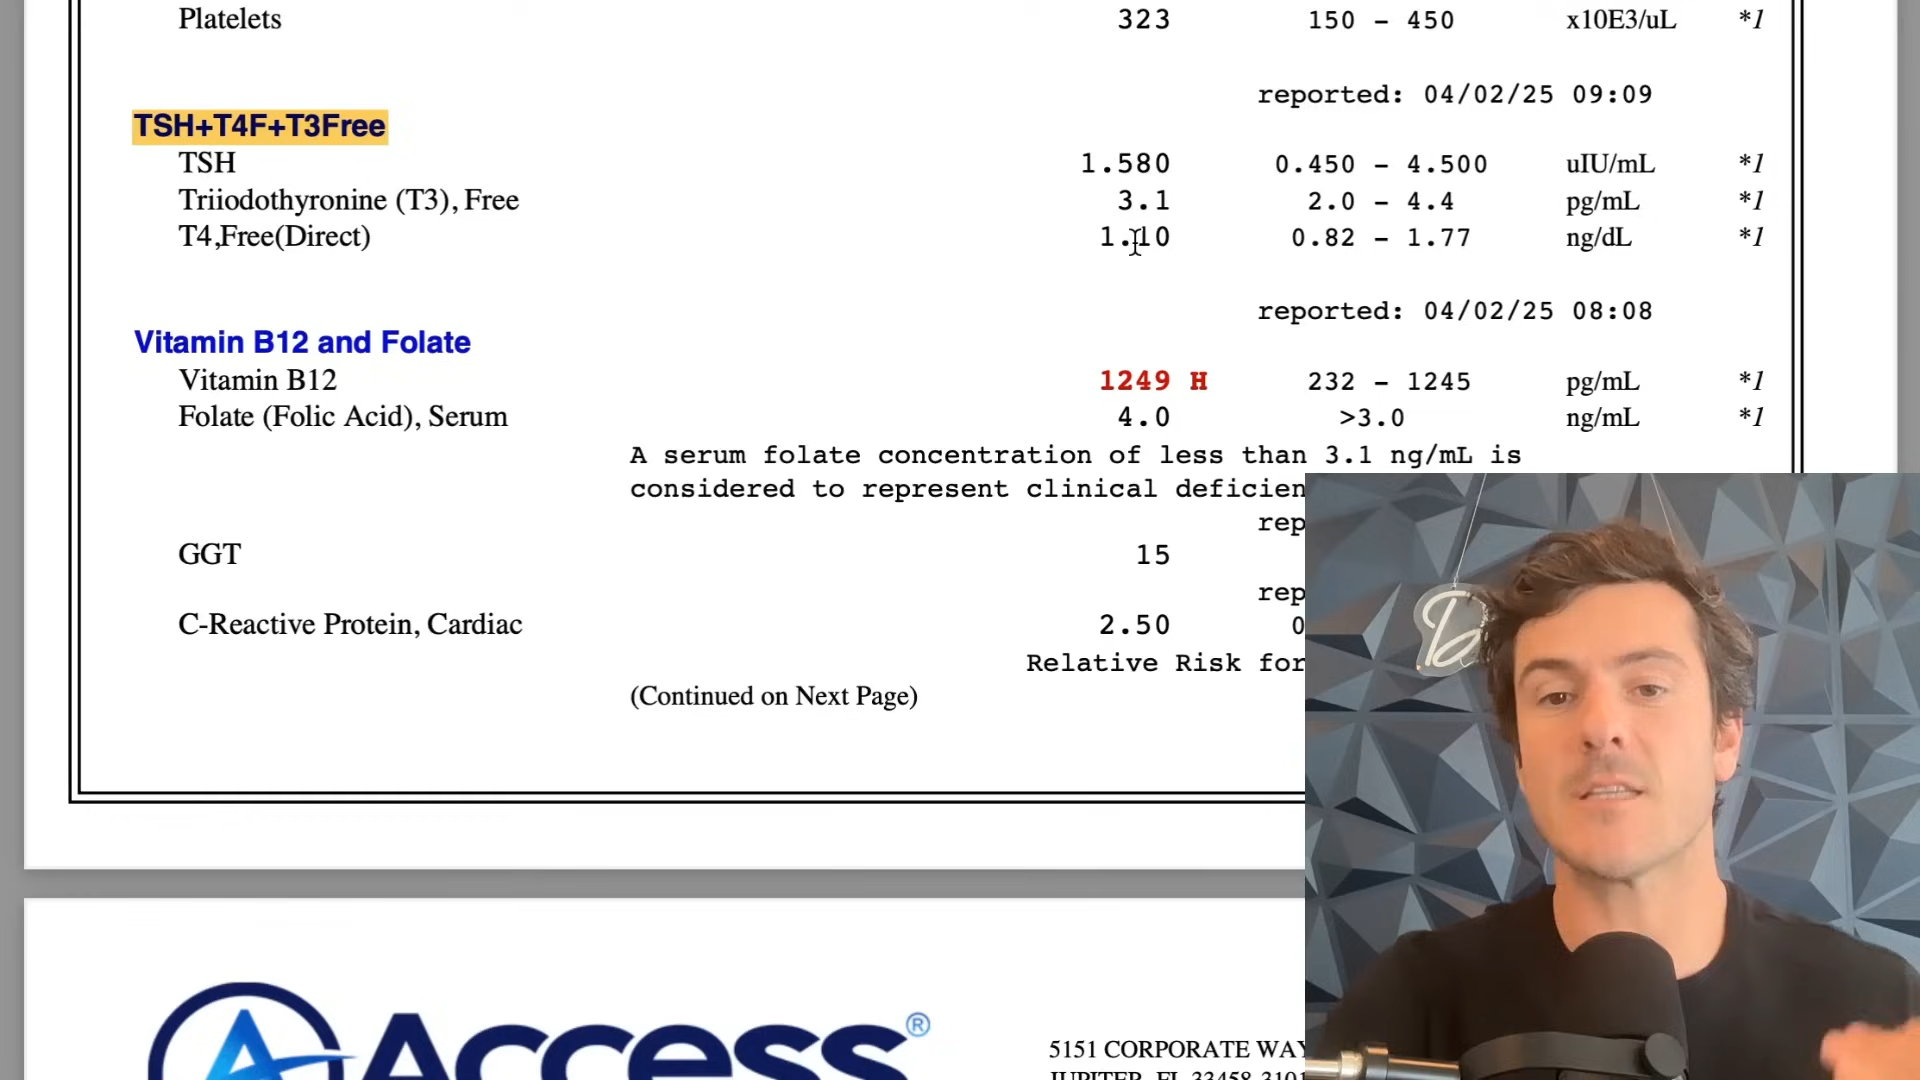 Platelets 323 150 - 450 x10E3/uL *1
reported: 04/02/25 09:09
TSH+T4F+T3Free
TSH 1.580 0.450 - 4.500 uIU/mL *1
Triiodothyronine (T3), Free 3.1 2.0 - 4.4 pg/mL *1
T4,Free(Direct) 1.10 0.82 - 1.77 ng/dL *1
reported: 04/02/25 08:08
Vitamin B12 and Folate
Vitamin B12 1249 H 232 - 1245 pg/mL *1
Folate (Folic Acid), Serum 4.0 >3.0 ng/mL *1
A serum folate concentration of less than 3.1 ng/mL is
considered to represent clinical deficien
rep
GGT 15
rep
C-Reactive Protein, Cardiac 2.50 0
Relative Risk for
(Continued on Next Page)
Access®
5151 CORPORATE WAY
JUPITER, FL 33458-3101